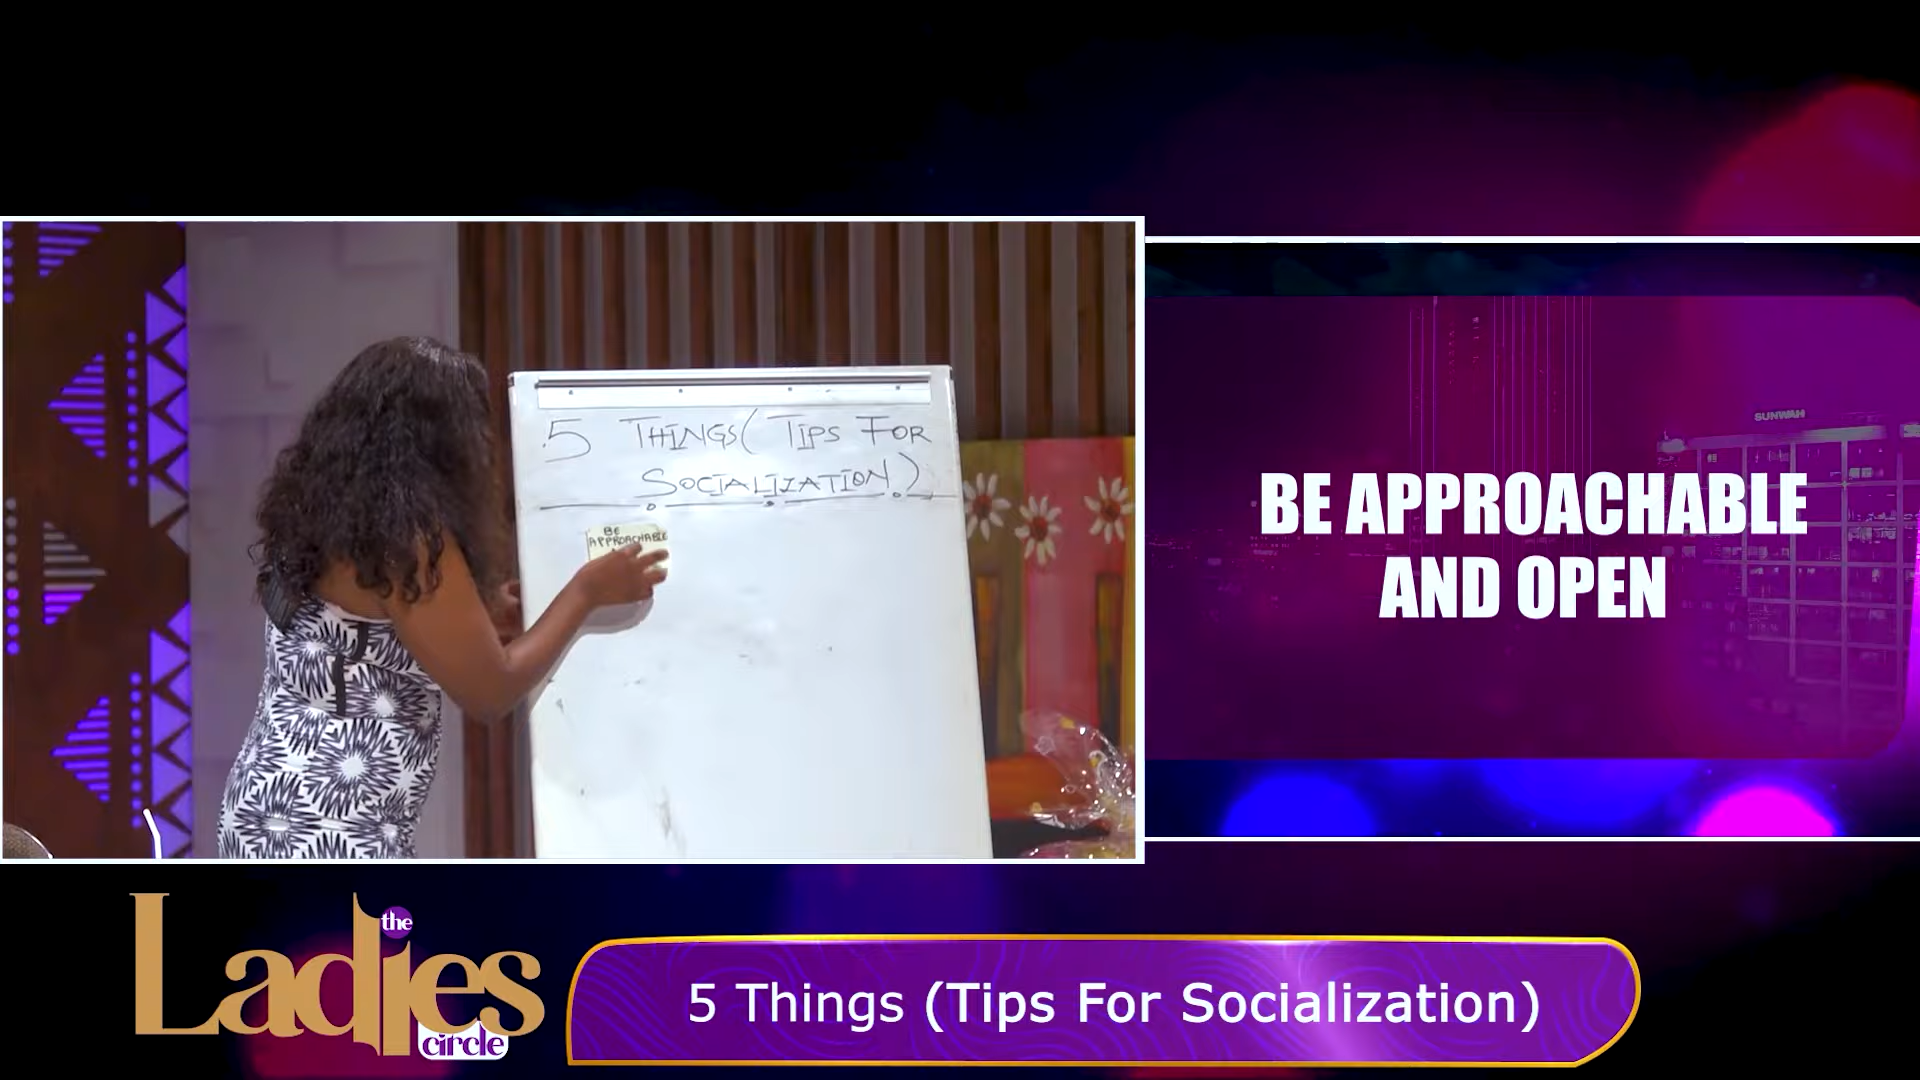 5 THINGS ( TIPS FOR
SOCIALIZATION.)
BE
APPROACHABLE
SUNWAH
BE APPROACHABLE
AND OPEN
the
Ladies
circle
5 Things (Tips For Socialization)